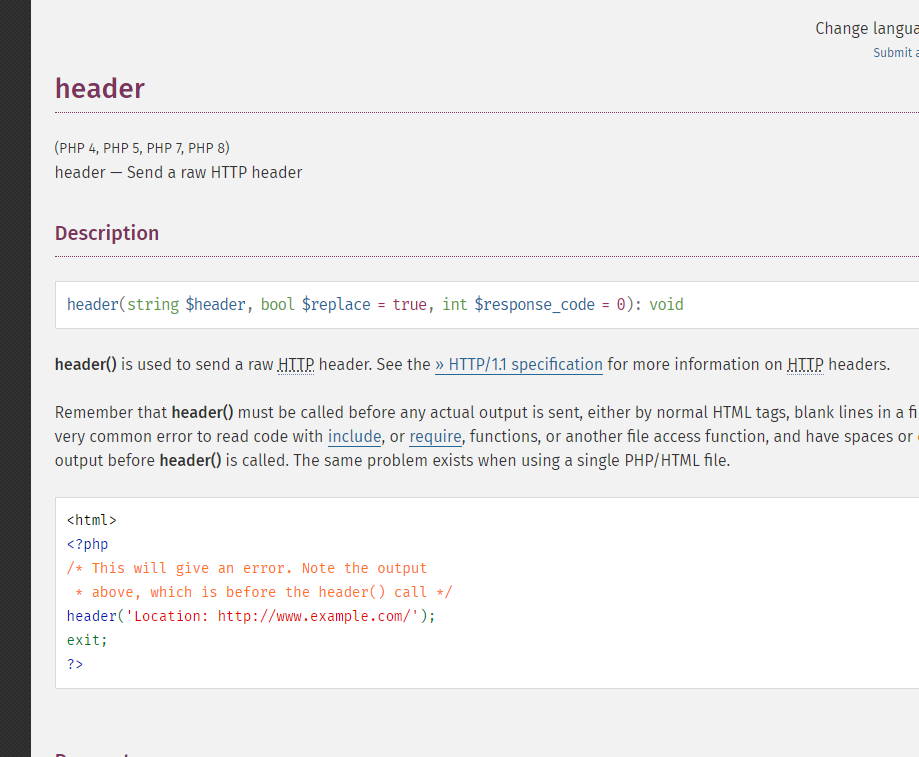 Change langua
Submit a
header
(PHP 4, PHP 5, PHP 7, PHP 8)
header — Send a raw HTTP header
Description
header(string $header, bool $replace = true, int $response_code = 0): void
header() is used to send a raw HTTP header. See the » HTTP/1.1 specification for more information on HTTP headers.
Remember that header() must be called before any actual output is sent, either by normal HTML tags, blank lines in a fi
very common error to read code with include, or require, functions, or another file access function, and have spaces or
output before header() is called. The same problem exists when using a single PHP/HTML file.
<html>
<?php
/* This will give an error. Note the output
 * above, which is before the header() call */
header('Location: http://www.example.com/');
exit;
?>